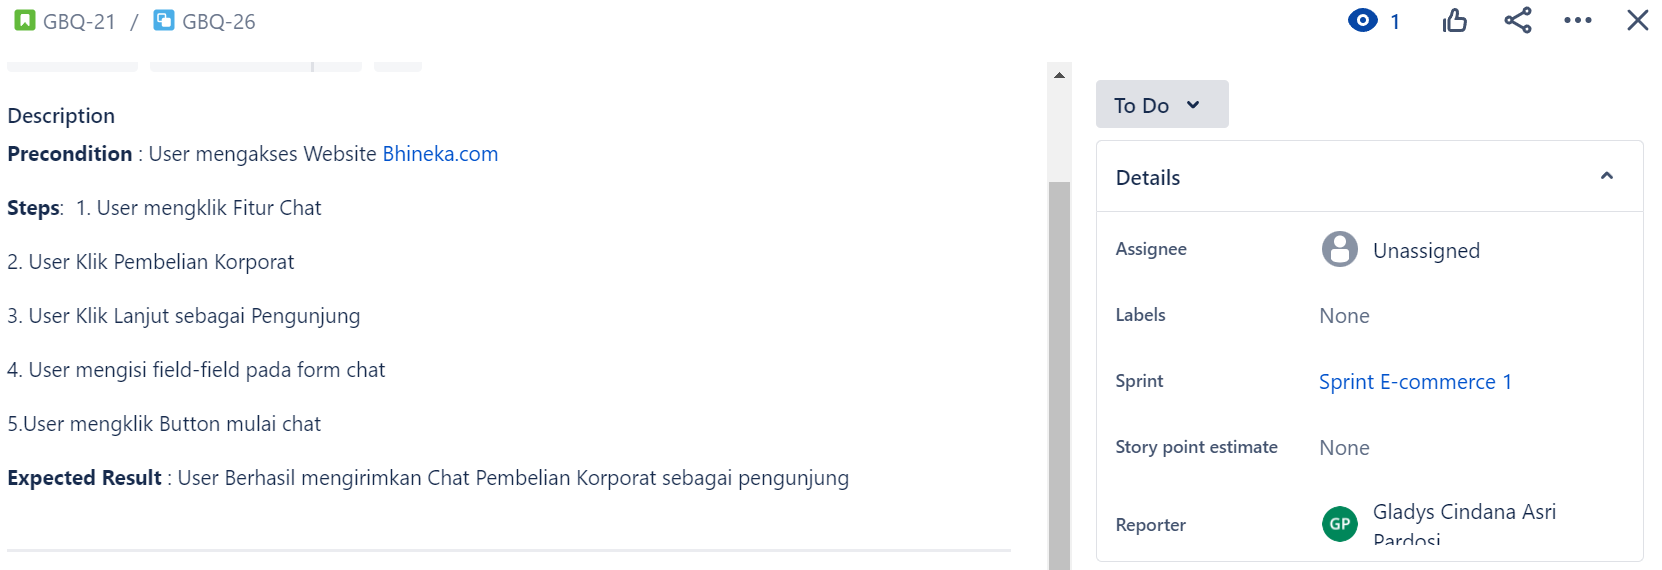 GBQ-21 / GBQ-26
1
Description
Precondition : User mengakses Website Bhineka.com
Steps: 1. User mengklik Fitur Chat
2. User Klik Pembelian Korporat
3. User Klik Lanjut sebagai Pengunjung
4. User mengisi field-field pada form chat
5.User mengklik Button mulai chat
Expected Result : User Berhasil mengirimkan Chat Pembelian Korporat sebagai pengunjung
To Do
Details
Assignee Unassigned
Labels None
Sprint Sprint E-commerce 1
Story point estimate None
Reporter GP Gladys Cindana Asri
Pardosi